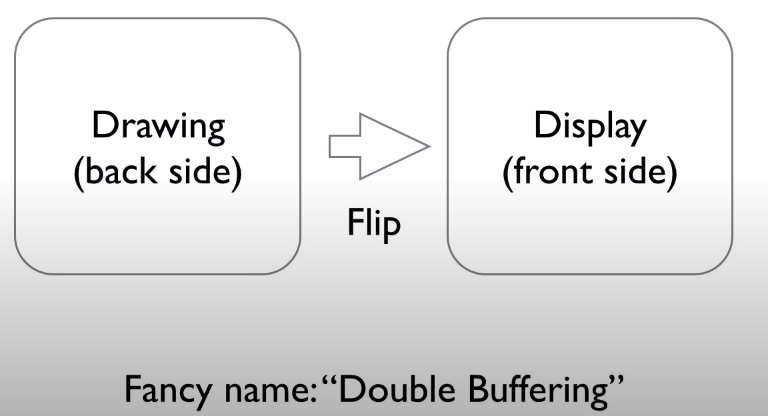 Drawing
(back side)
Flip
Display
(front side)
Fancy name: “Double Buffering”